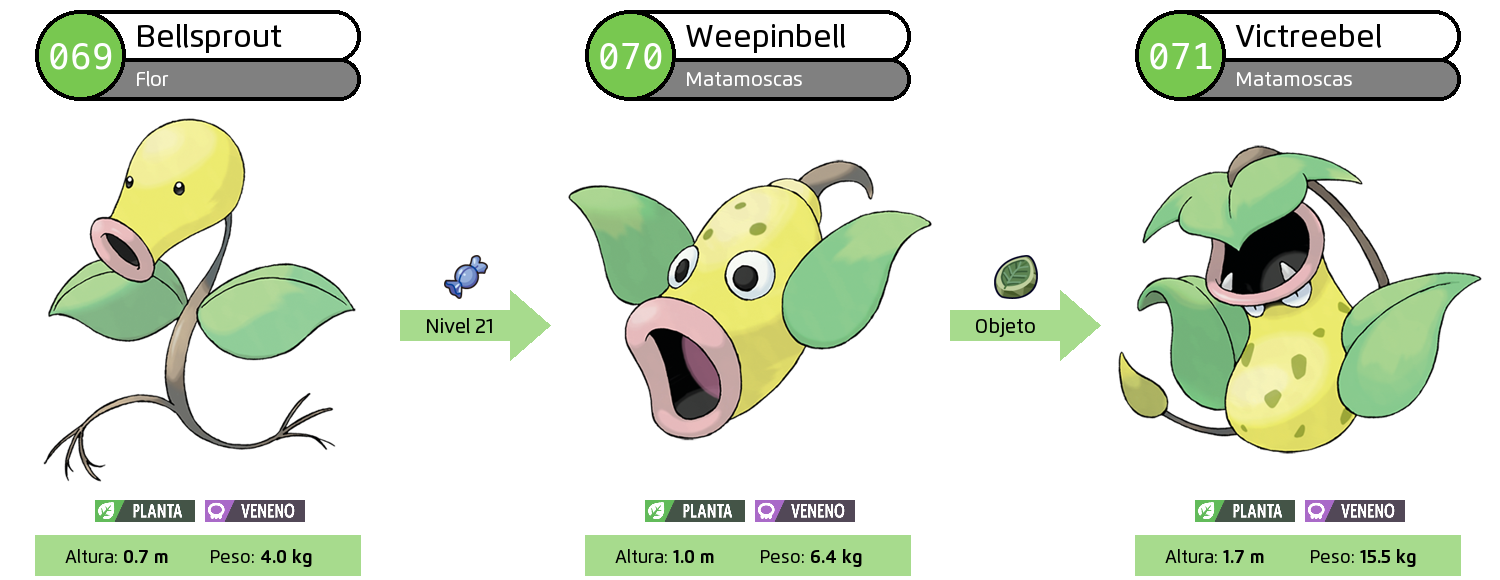 069
Bellsprout
Flor
070
Weepinbell
Matamoscas
071
Victreebel
Matamoscas
Nivel 21
Objeto
PLANTA VENENO
PLANTA VENENO
PLANTA VENENO
Altura: 0.7 m Peso: 4.0 kg
Altura: 1.0 m Peso: 6.4 kg
Altura: 1.7 m Peso: 15.5 kg